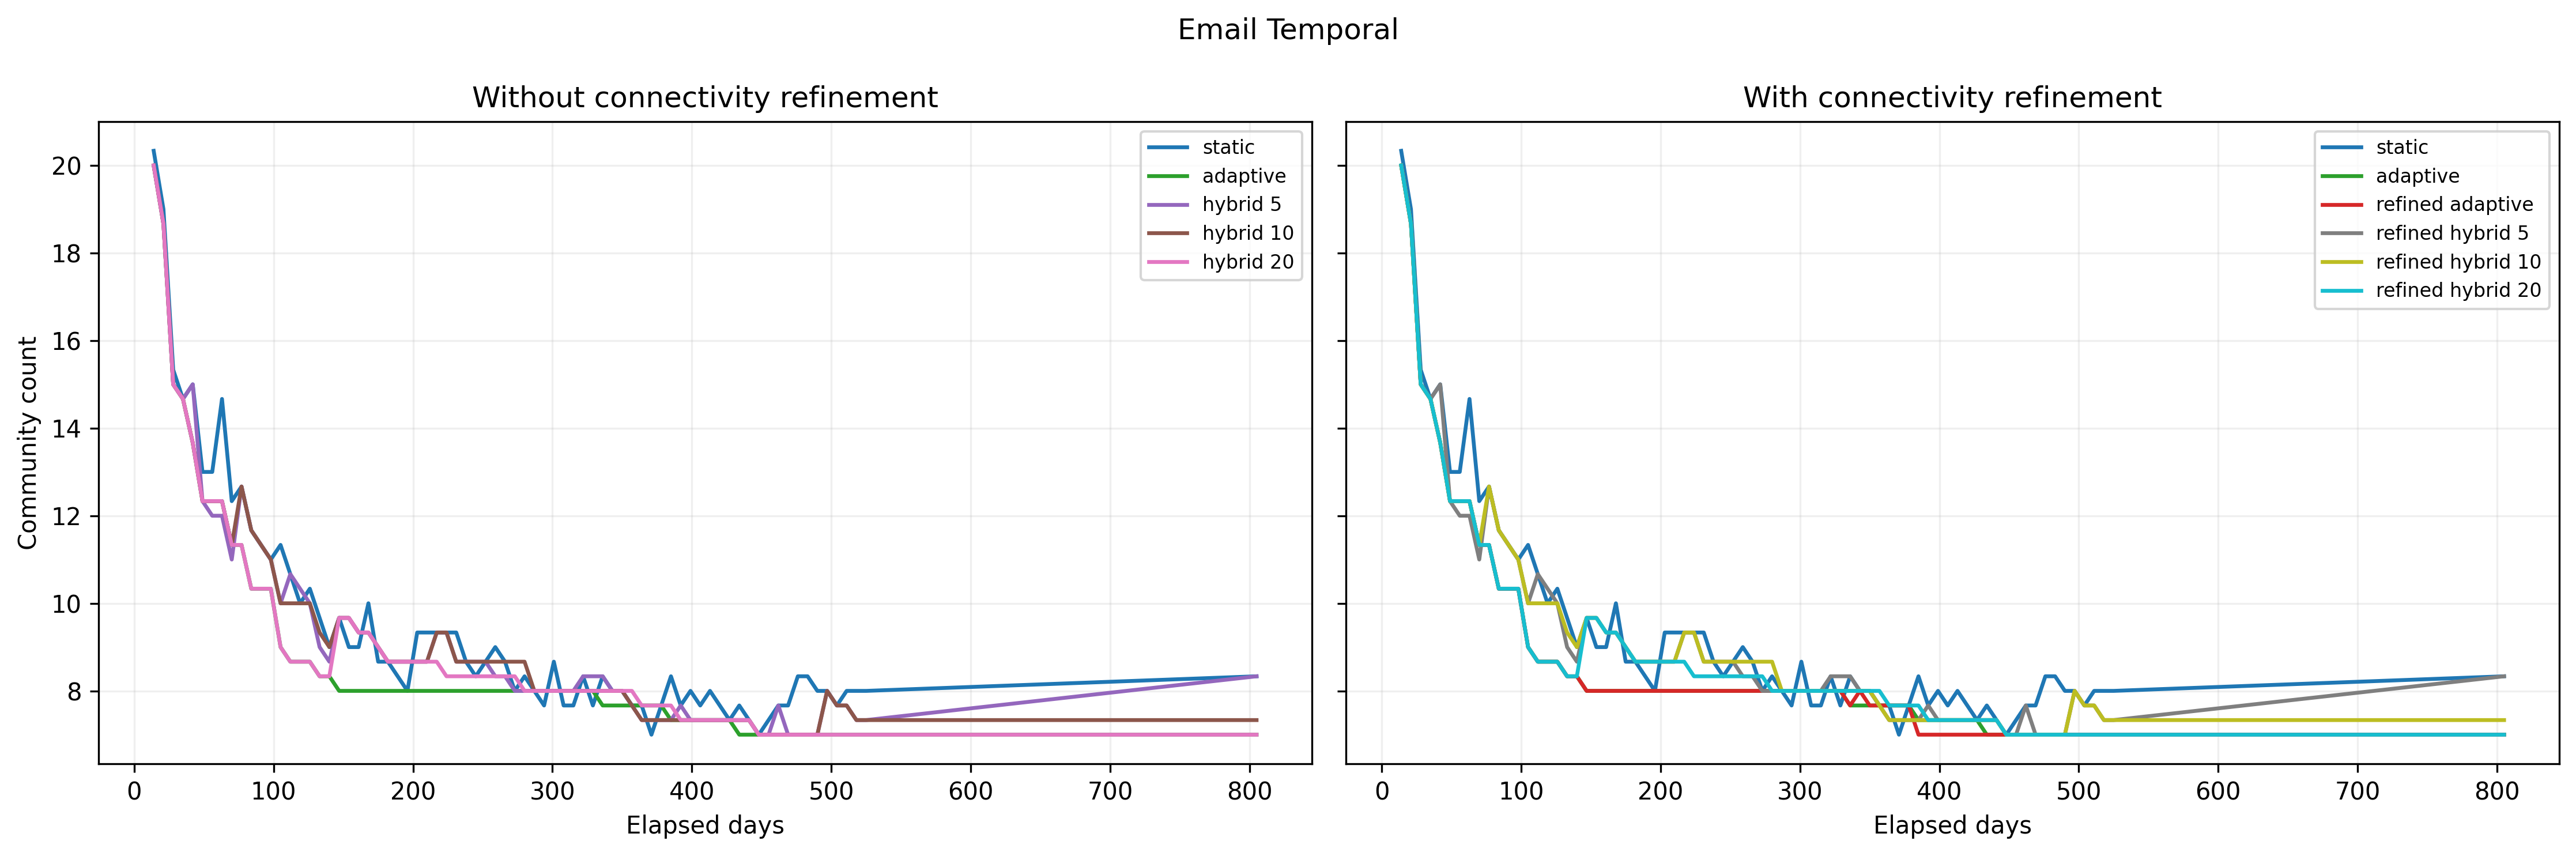 Email Temporal
Without connectivity refinement
20
18
16
14
12
10
8
Community count
0 100 200 300 400 500 600 700 800
Elapsed days
static
adaptive
hybrid 5
hybrid 10
hybrid 20
With connectivity refinement
0 100 200 300 400 500 600 700 800
Elapsed days
static
adaptive
refined adaptive
refined hybrid 5
refined hybrid 10
refined hybrid 20